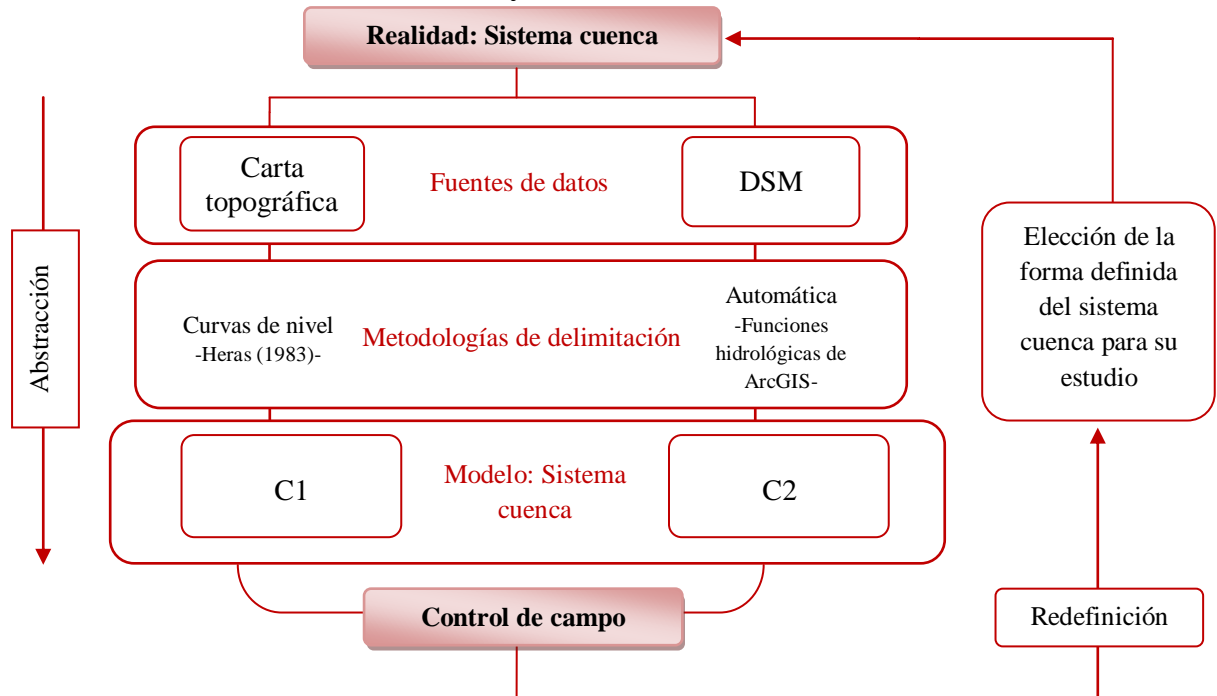 Realidad: Sistema cuenca
Carta
topográfica
Fuentes de datos
DSM
Abstracción
Curvas de nivel
-Heras (1983)-
Metodologías de delimitación
Automática
-Funciones
hidrológicas de
ArcGIS-
C1
Modelo: Sistema
cuenca
C2
Control de campo
Elección de la
forma definida
del sistema
cuenca para su
estudio
Redefinición